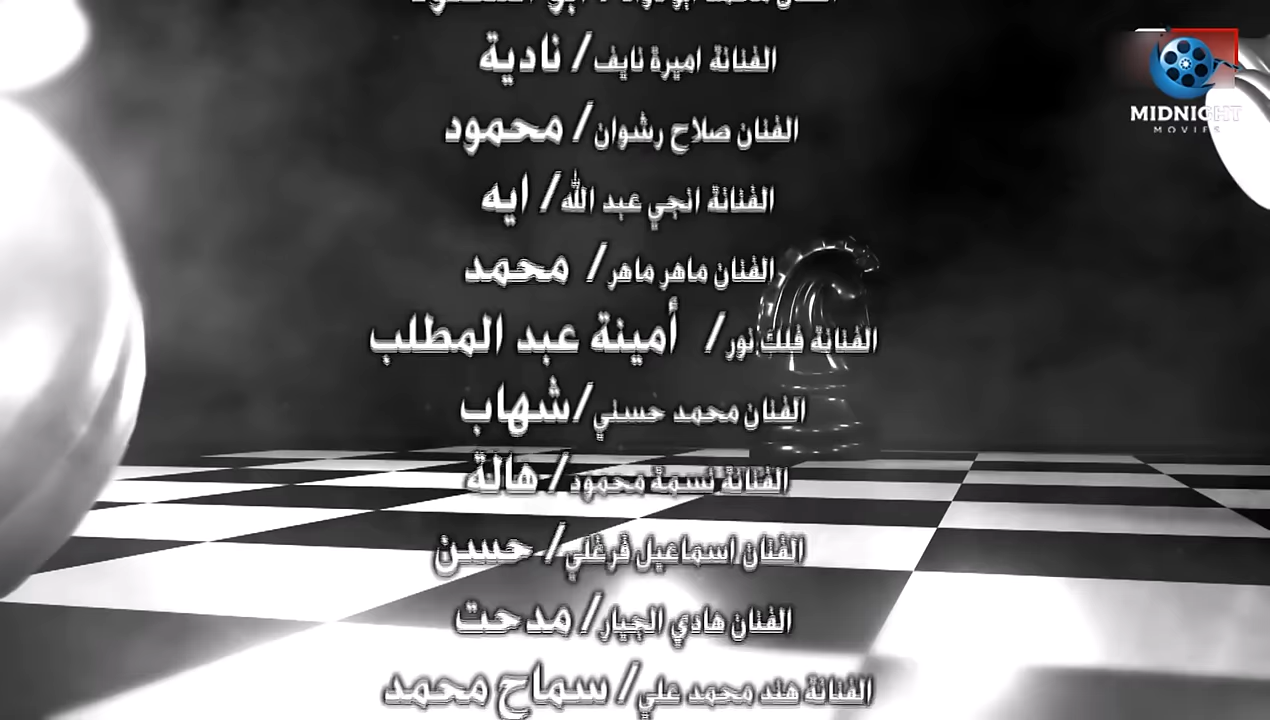 الفنانة اميرة نايف/ نادية
الفنان صلاح رشوان/ محمود
الفنانة انجي عبد الله/ ايه
الفنان ماهر ماهر/ محمد
الفنانة فلك نور/ أمينة عبد المطلب
الفنان محمد حسني/شهاب
الفنانة نسمة محمود/ هالة
الفنان اسماعيل فرغلي/ حسن
الفنان هادي الجيار/ مدحت
الفنانة هند محمد علي/ سماح محمد
MIDNIGHT
MOVIES